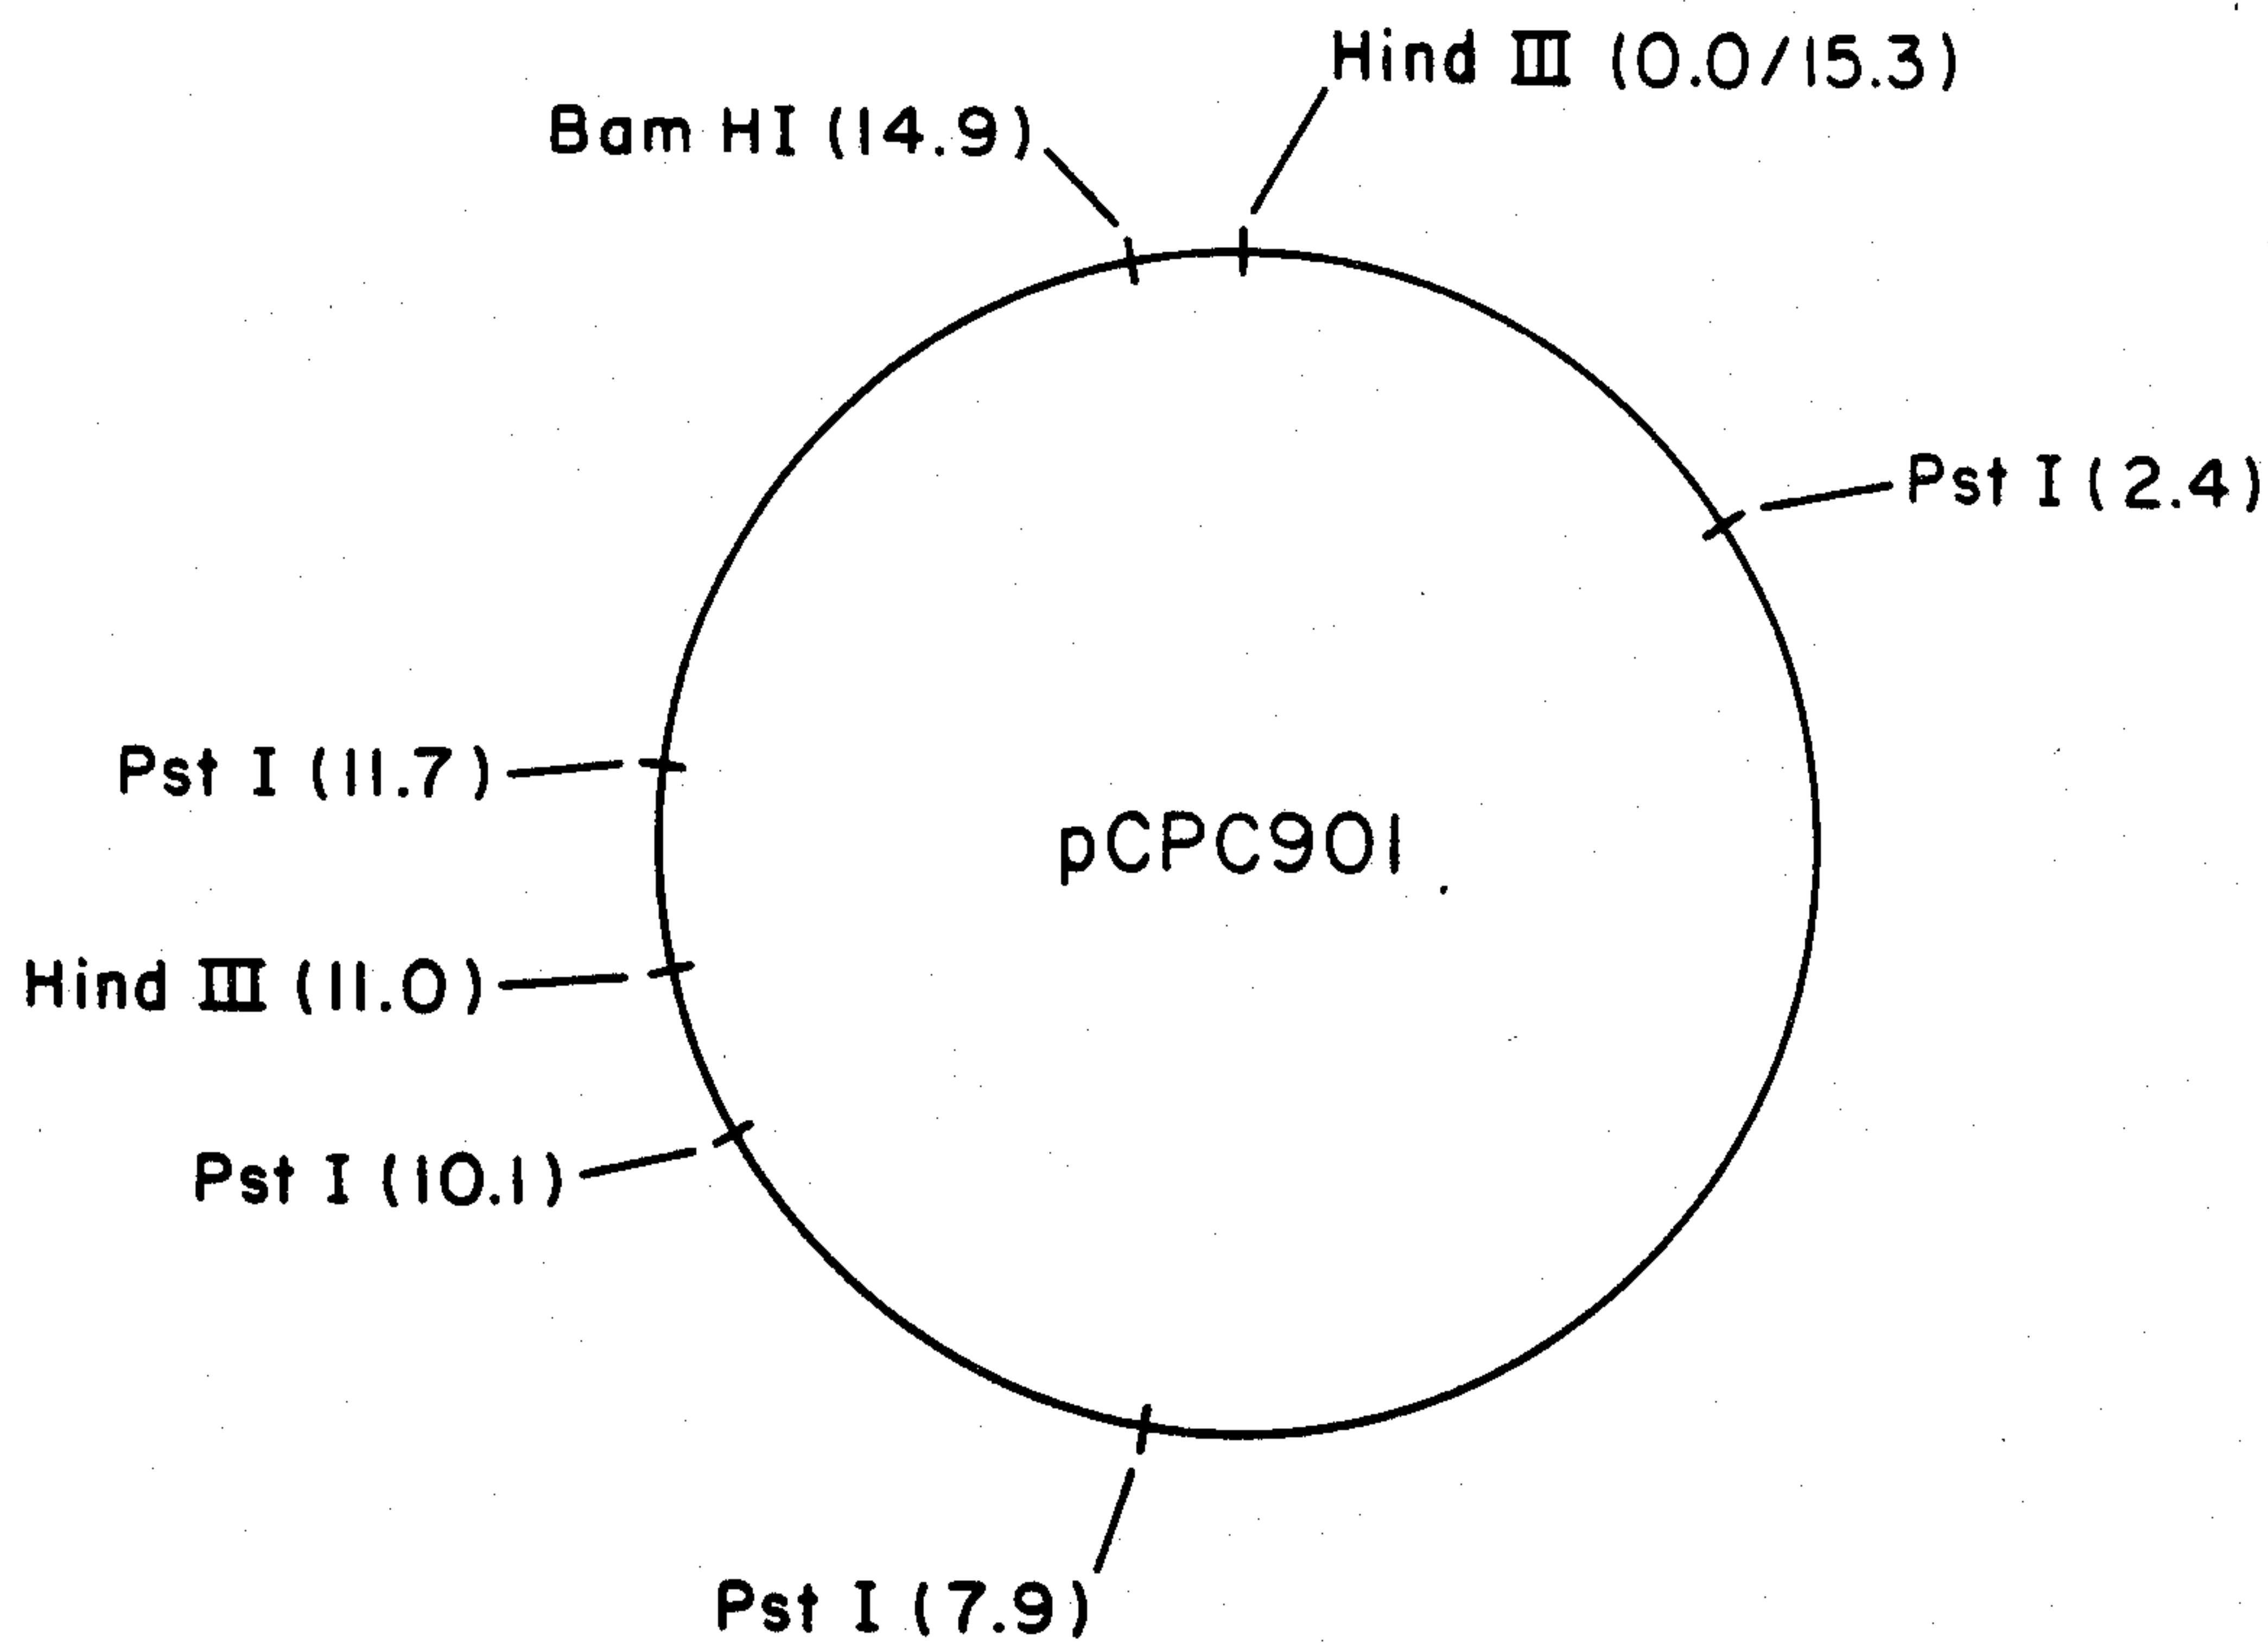 Hind III (0.0/15.3)
Bam HI (14.9)
Pst I (2.4)
Pst I (11.7)
pCPC901
Hind III (11.0)
Pst I (10.1)
Pst I (7.9)